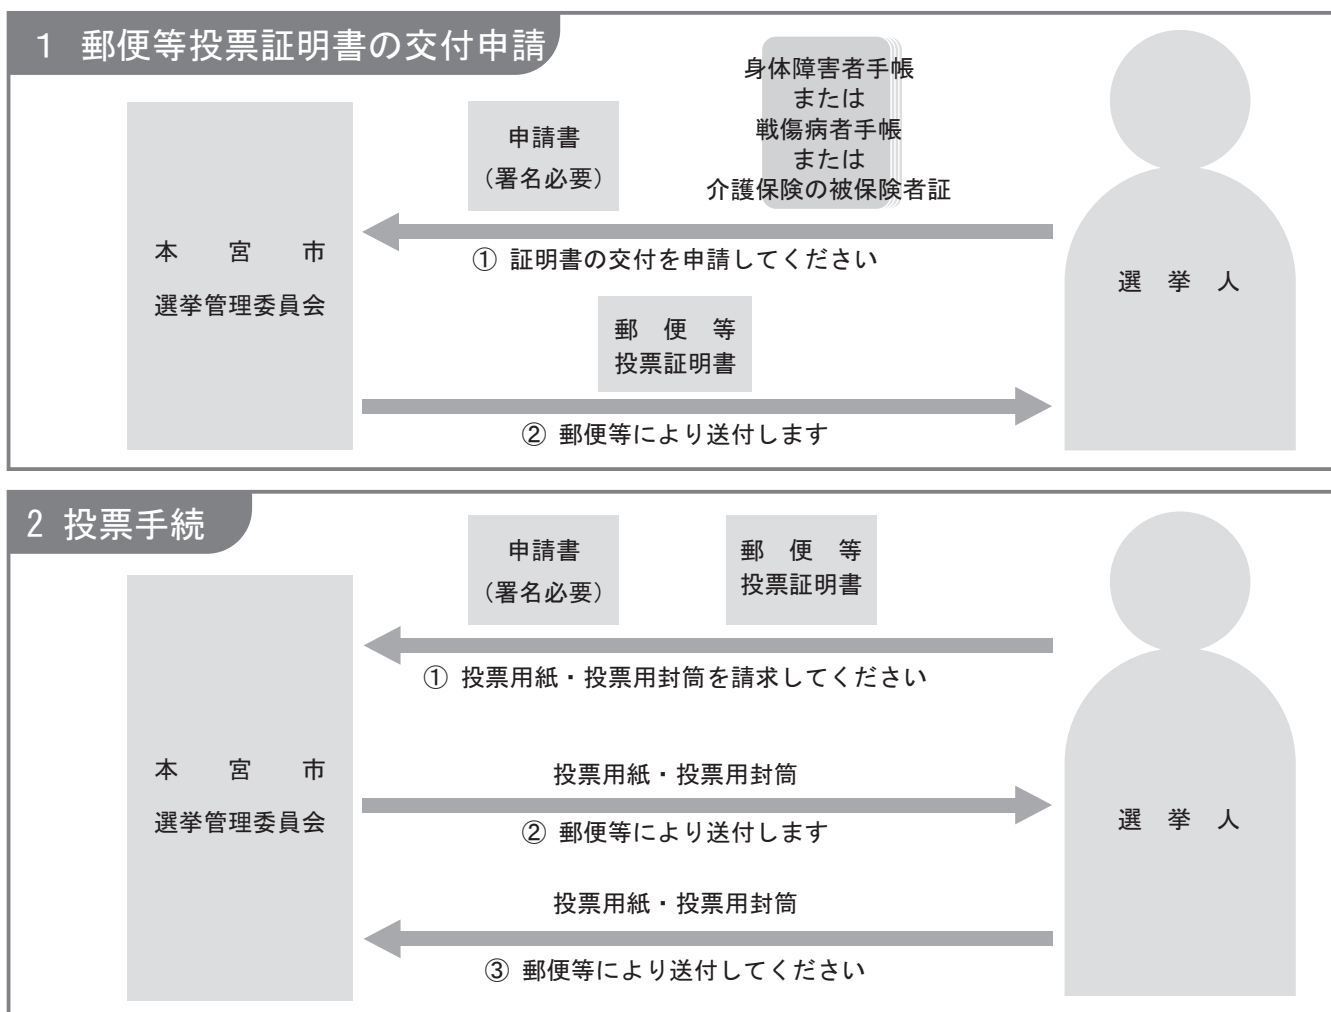 1 郵便等投票証明書の交付申請
身体障害者手帳
または
戦傷病者手帳
または
介護保険の被保険者証
申請書
（署名必要）
① 証明書の交付を申請してください
本宮市
選挙管理委員会
選挙人
郵便等
投票証明書
② 郵便等により送付します
2 投票手続
申請書
（署名必要）
郵便等
投票証明書
① 投票用紙・投票用封筒を請求してください
本宮市
選挙管理委員会
選挙人
投票用紙・投票用封筒
② 郵便等により送付します
投票用紙・投票用封筒
③ 郵便等により送付してください